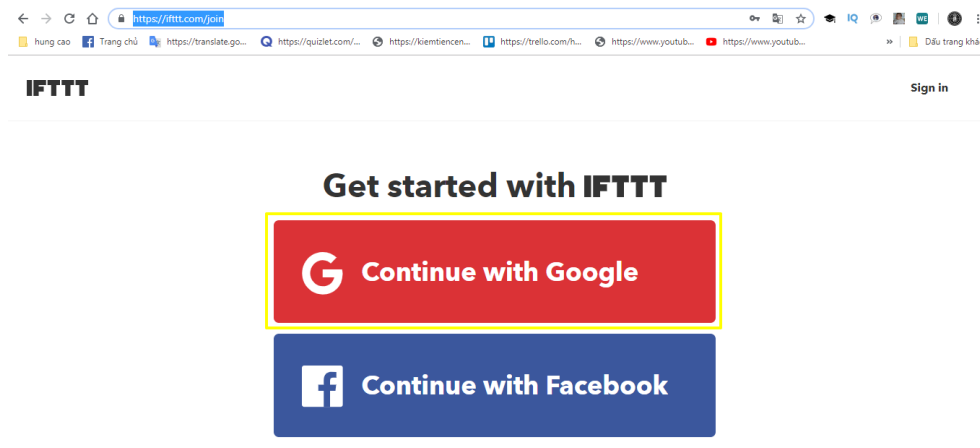 https://ifttt.com/join
IQ
WE
hung cao
Trang chủ
https://translate.go...
https://quizlet.com/...
https://kiemtiencen...
https://trello.com/h...
https://www.youtub...
https://www.youtub...
»
Dấu trang khá
IFTTT
Sign in
Get started with IFTTT
G Continue with Google
f Continue with Facebook